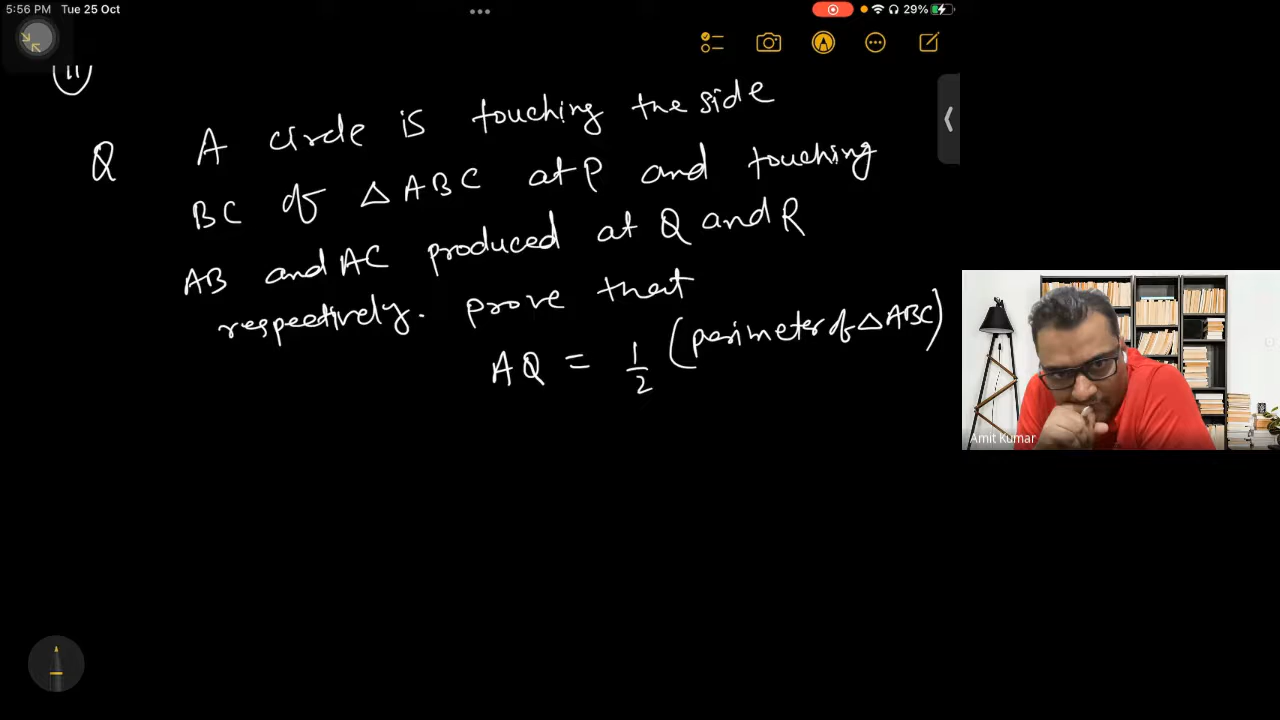 5:56 PM Tue 25 Oct
29%
11
Q A circle is touching the side
BC of △ABC at P and touching
AB and AC produced at Q and R
respectively. prove that
AQ = 1/2 (perimeter of △ABC)
Amit Kumar